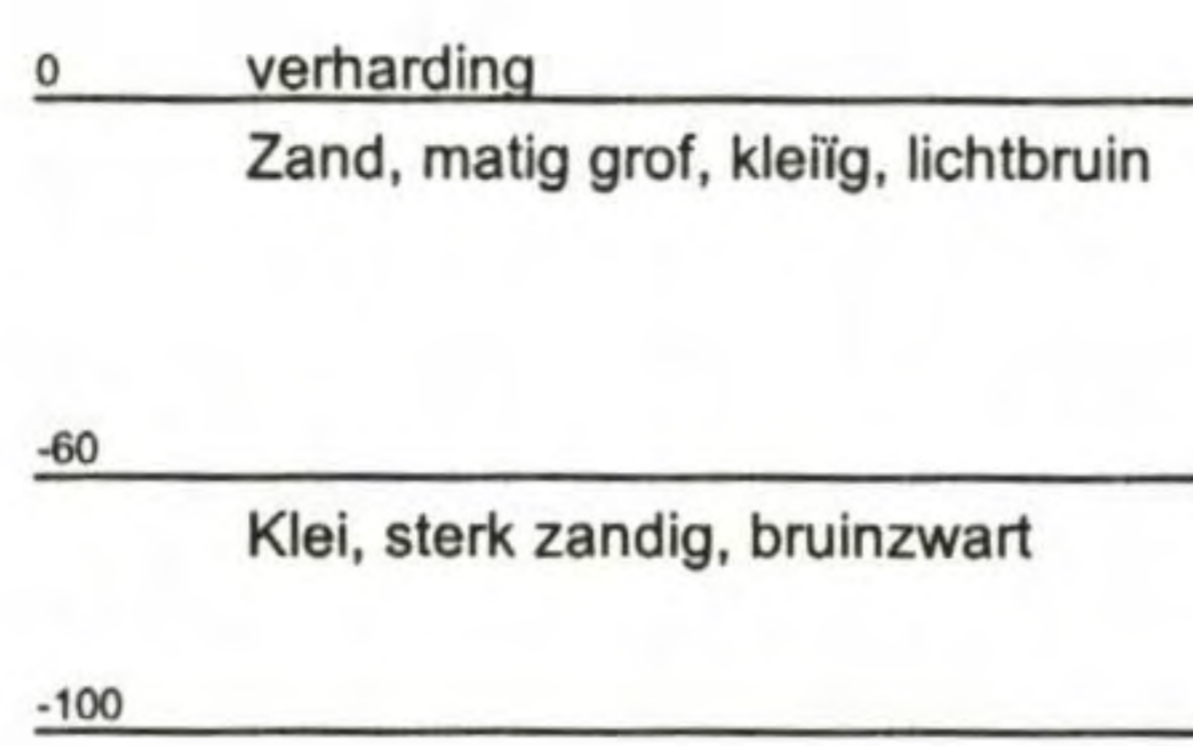 0 verharding
Zand, matig grof, kleiïg, lichtbruin
-60
Klei, sterk zandig, bruinzwart
-100